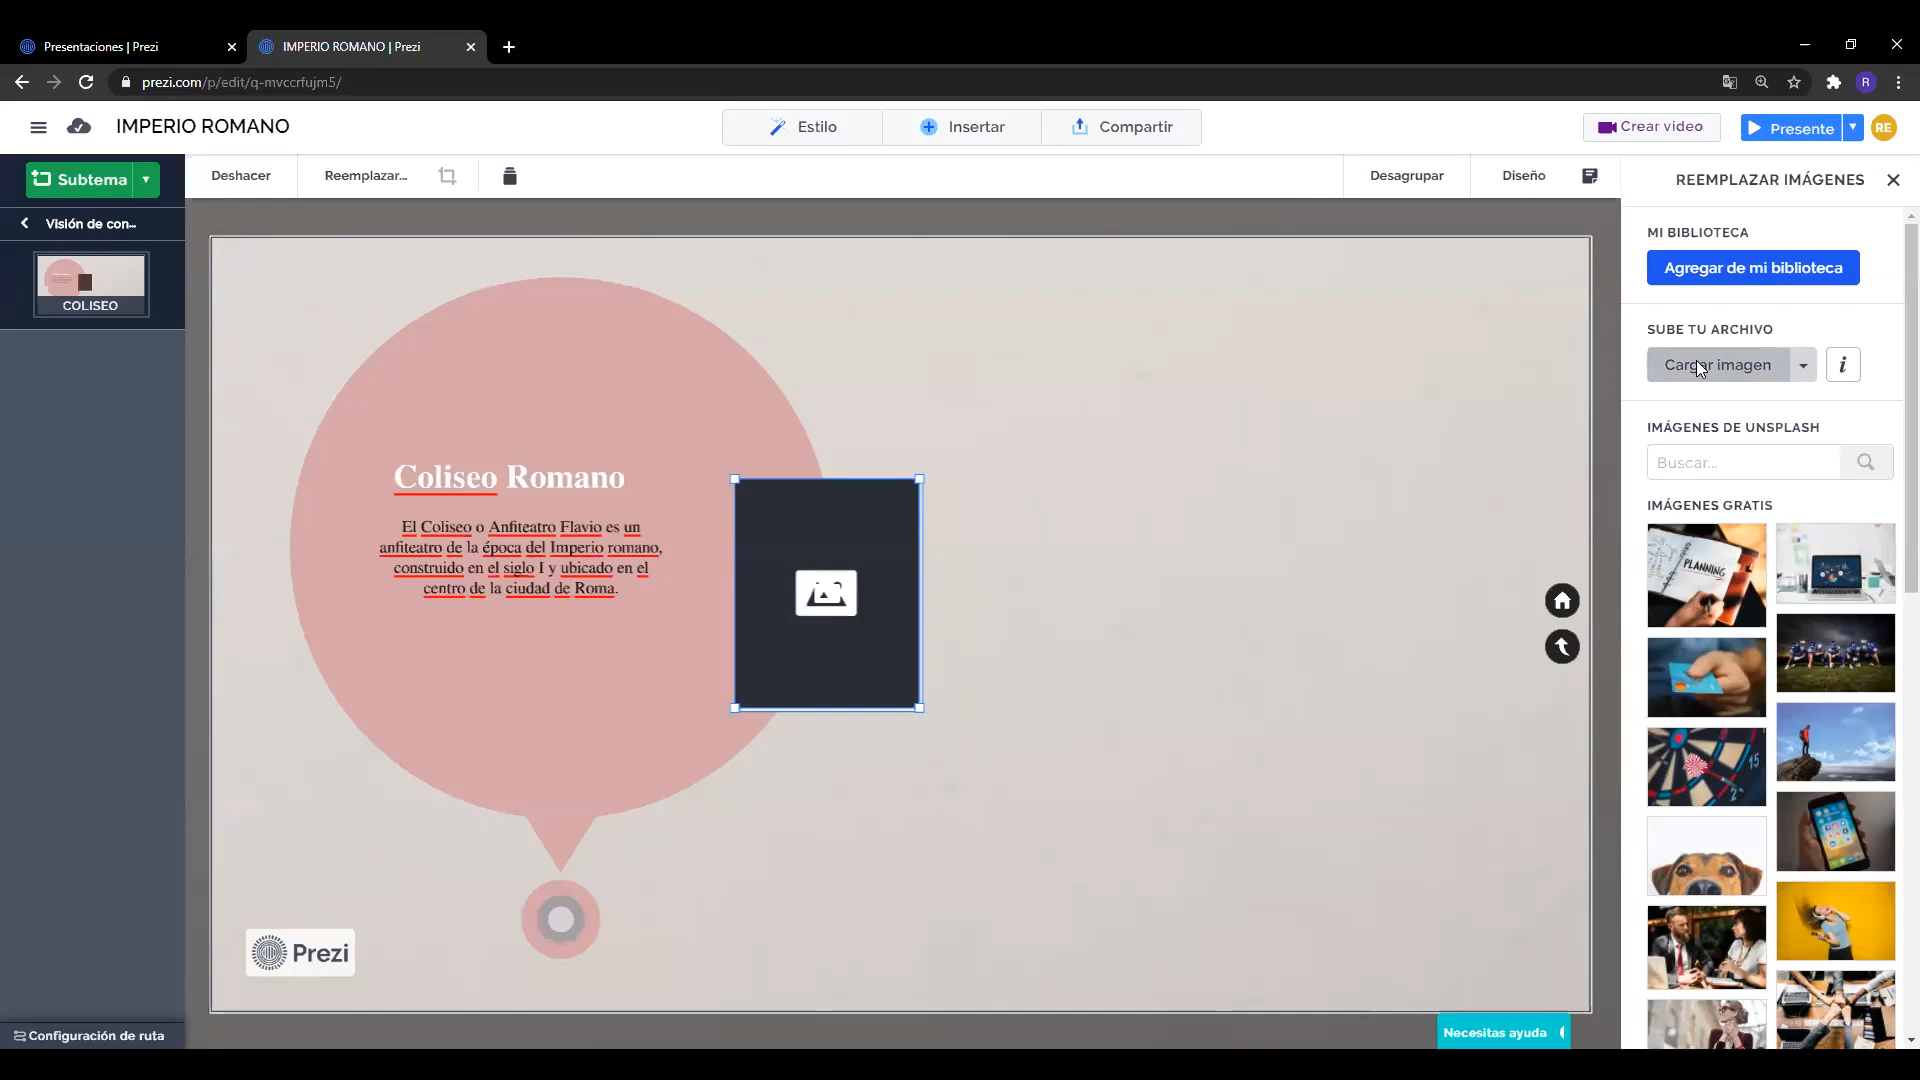 Presentaciones | Prezi
IMPERIO ROMANO | Prezi
prezi.com/p/edit/q-mvccrfujm5/
R
IMPERIO ROMANO
Estilo
Insertar
Compartir
Crear video
Presente
RE
Subtema
Deshacer
Reemplazar...
Desagrupar
Diseño
REEMPLAZAR IMÁGENES
Visión de con...
COLISEO
MI BIBLIOTECA
Agregar de mi biblioteca
SUBE TU ARCHIVO
Cargar imagen
i
IMÁGENES DE UNSPLASH
Buscar...
IMÁGENES GRATIS
PLANNING
15
Coliseo Romano
El Coliseo o Anfiteatro Flavio es un
anfiteatro de la época del Imperio romano,
construido en el siglo I y ubicado en el
centro de la ciudad de Roma.
Prezi
Configuración de ruta
Necesitas ayuda